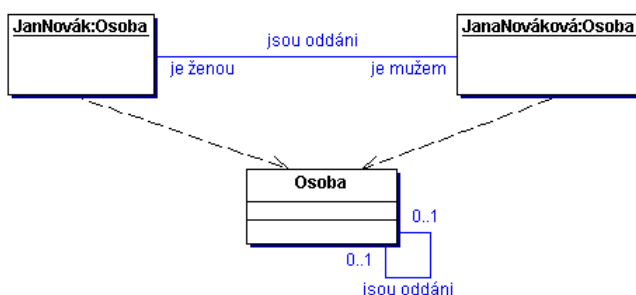 JanNovák:Osoba
JanaNováková:Osoba
jsou oddáni
je ženou
je mužem
Osoba
0..1
0..1
jsou oddáni